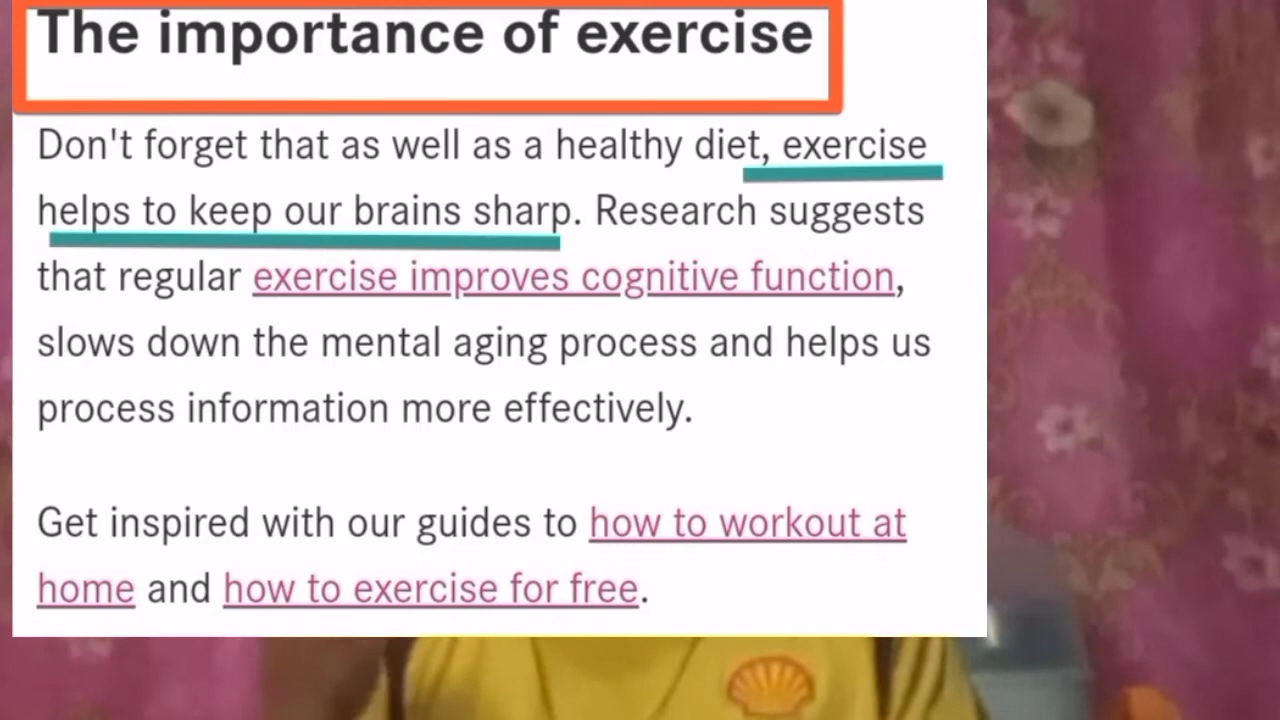 The importance of exercise
Don't forget that as well as a healthy diet, exercise
helps to keep our brains sharp. Research suggests
that regular exercise improves cognitive function,
slows down the mental aging process and helps us
process information more effectively.
Get inspired with our guides to how to workout at
home and how to exercise for free.